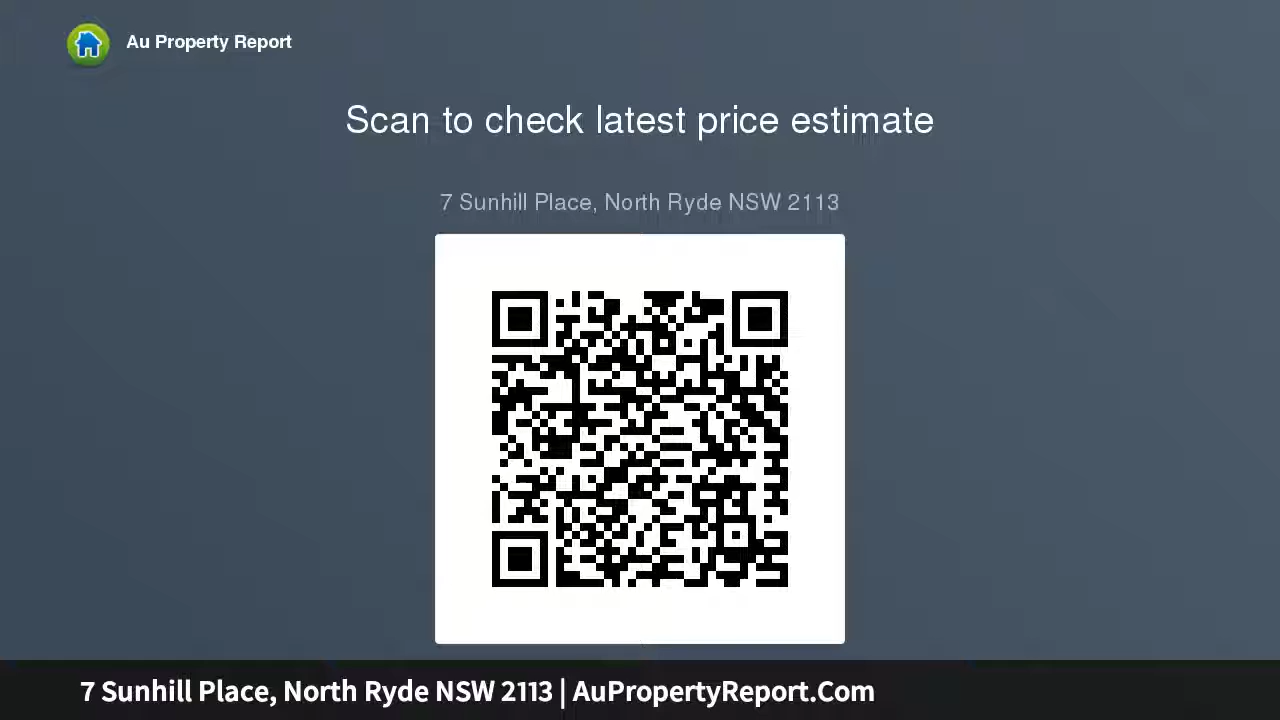 Au Property Report
Scan to check latest price estimate
7 Sunhill Place, North Ryde NSW 2113
7 Sunhill Place, North Ryde NSW 2113 | AuPropertyReport.Com